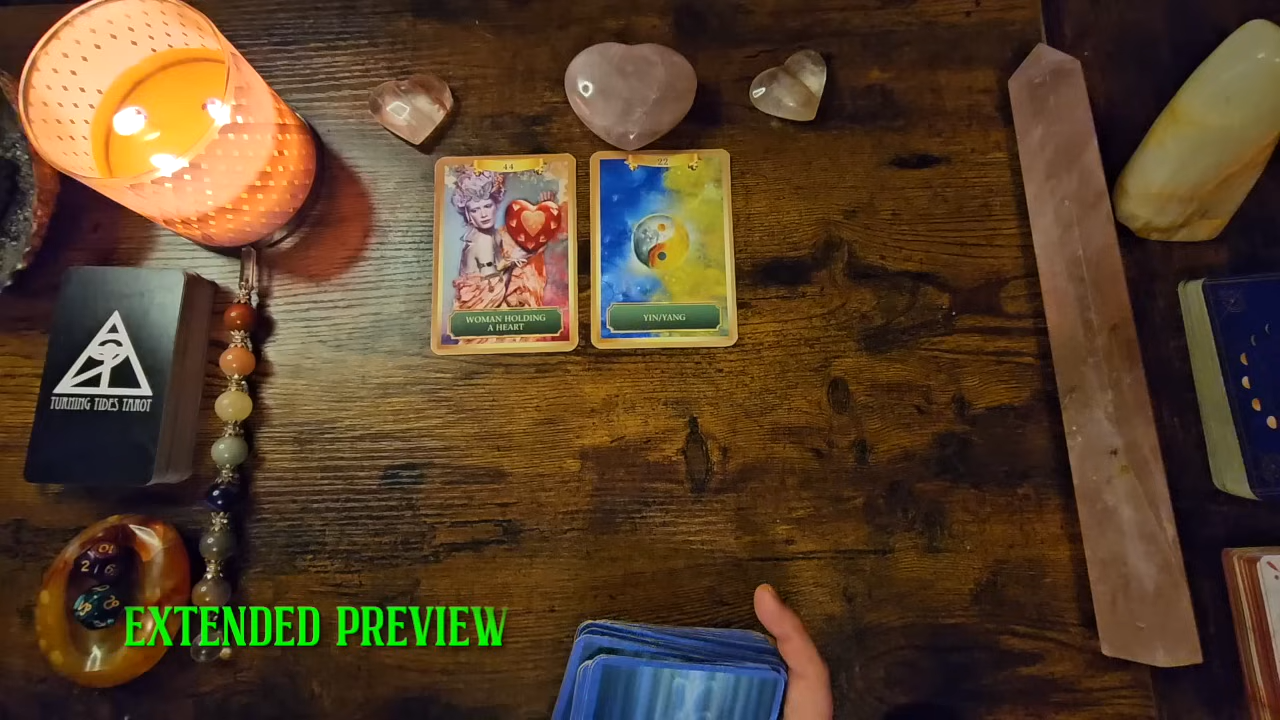 44
WOMAN HOLDING
A HEART
22
YIN/YANG
TURNING TIDES TAROT
EXTENDED PREVIEW